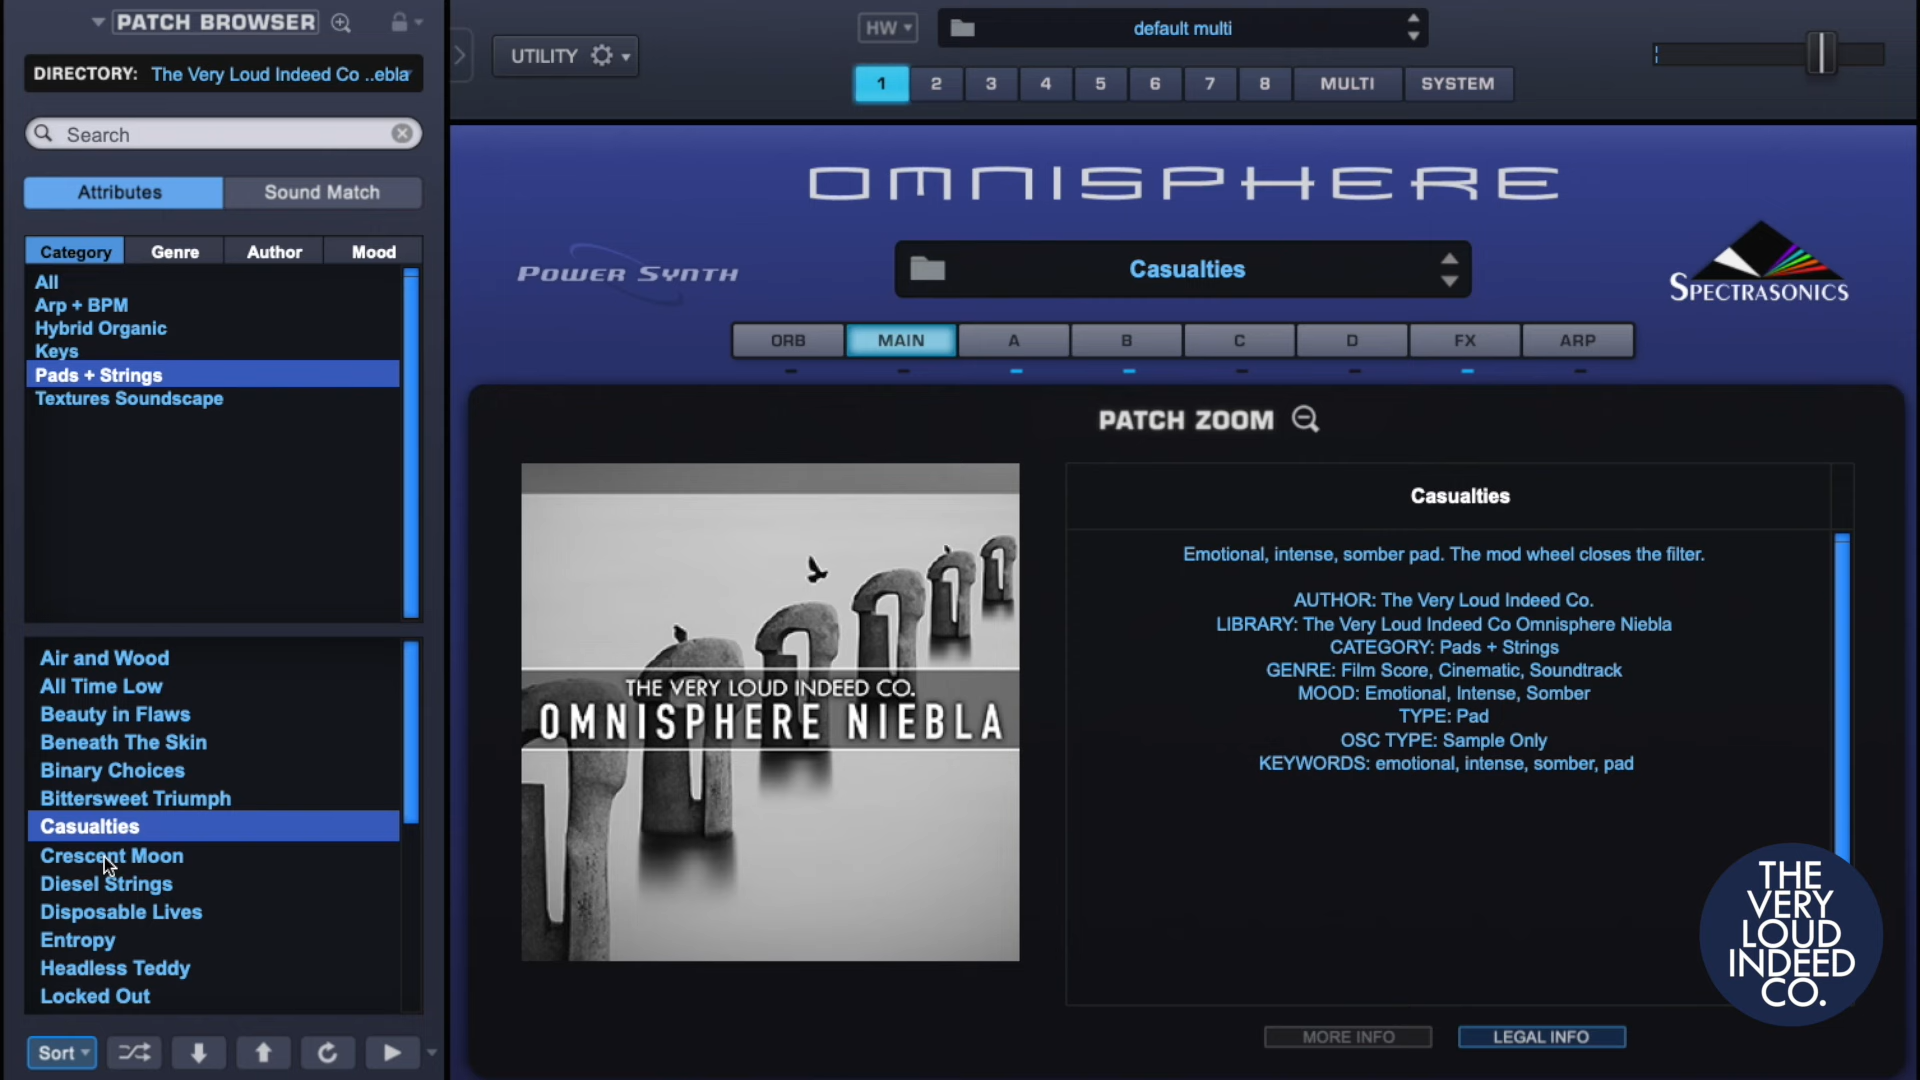 PATCH BROWSER
DIRECTORY: The Very Loud Indeed Co ..ebla
Search
Attributes
Sound Match
Category
Genre
Author
Mood
All
Arp + BPM
Hybrid Organic
Keys
Pads + Strings
Textures Soundscape
Air and Wood
All Time Low
Beauty in Flaws
Beneath The Skin
Binary Choices
Bittersweet Triumph
Casualties
Crescent Moon
Diesel Strings
Disposable Lives
Entropy
Headless Teddy
Locked Out
Sort
UTILITY
HW
default multi
1
2
3
4
5
6
7
8
MULTI
SYSTEM
OMNISPHERE
POWER SYNTH
Casualties
SPECTRASONICS
ORB
MAIN
A
B
C
D
FX
ARP
PATCH ZOOM
THE VERY LOUD INDEED CO.
OMNISPHERE NIEBLA
Casualties
Emotional, intense, somber pad. The mod wheel closes the filter.
AUTHOR: The Very Loud Indeed Co.
LIBRARY: The Very Loud Indeed Co Omnisphere Niebla
CATEGORY: Pads + Strings
GENRE: Film Score, Cinematic, Soundtrack
MOOD: Emotional, Intense, Somber
TYPE: Pad
OSC TYPE: Sample Only
KEYWORDS: emotional, intense, somber, pad
MORE INFO
LEGAL INFO
THE
VERY
LOUD
INDEED
CO.